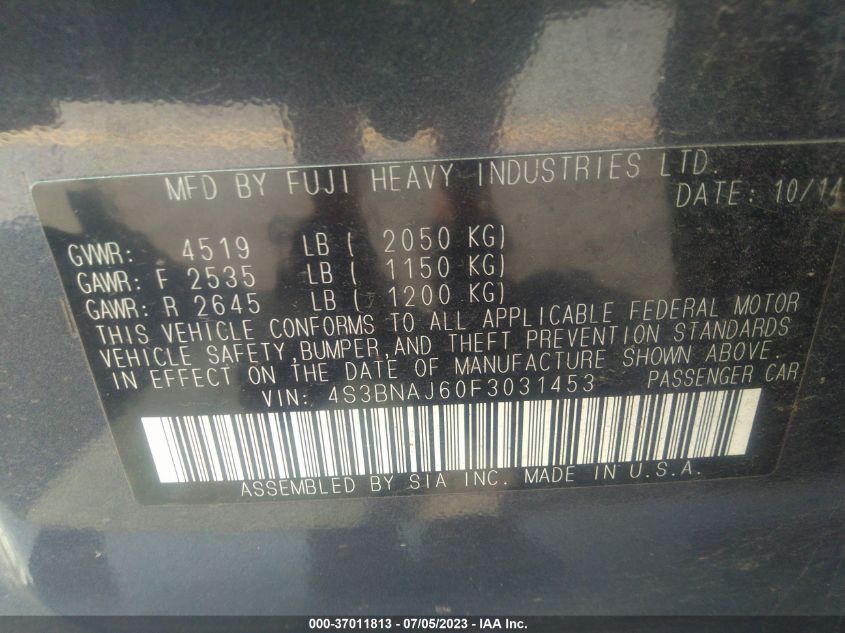 MFD BY FUJI HEAVY INDUSTRIES LTD.
DATE: 10/14
GVWR: 4519 LB ( 2050 KG)
GAWR: F 2535 LB ( 1150 KG)
GAWR: R 2645 LB ( 1200 KG)
THIS VEHICLE CONFORMS TO ALL APPLICABLE FEDERAL MOTOR
VEHICLE SAFETY,BUMPER,AND THEFT PREVENTION STANDARDS
IN EFFECT ON THE DATE OF MANUFACTURE SHOWN ABOVE.
VIN: 4S3BNAJ60F3031453 PASSENGER CAR
ASSEMBLED BY SIA INC. MADE IN U.S.A.
000-37011813 - 07/05/2023 - IAA Inc.